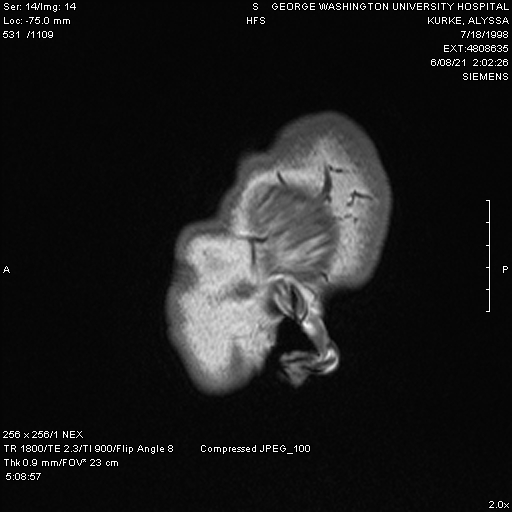 Ser: 14/Img: 14
Loc: -75.0 mm
531 /1109
S
HFS
GEORGE WASHINGTON UNIVERSITY HOSPITAL
KURKE, ALYSSA
7/18/1998
EXT:4808635
6/08/21 2:02:26
SIEMENS
A
P
256 x 256/1 NEX
TR 1800/TE 2.3/TI 900/Flip Angle 8
Compressed JPEG_100
Thk 0.9 mm/FOV* 23 cm
5:08:57
2.0x